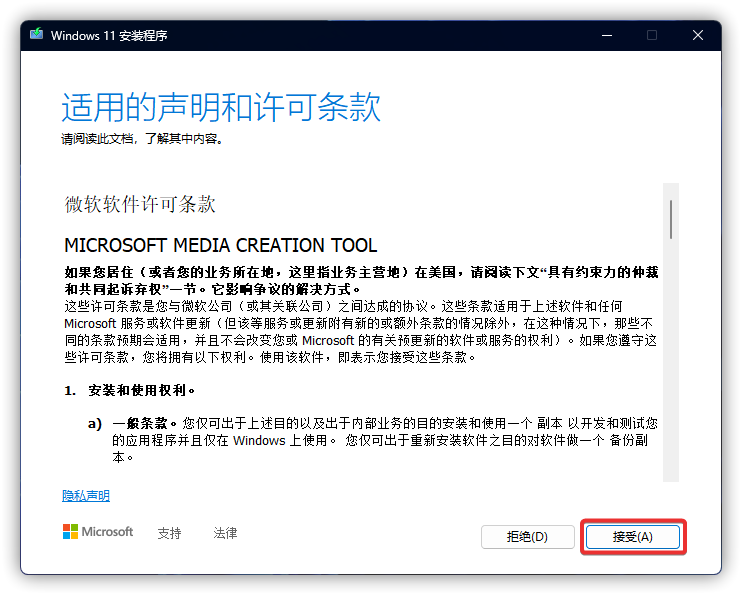 Windows 11 安装程序
适用的声明和许可条款
请阅读此文档，了解其中内容。
微软软件许可条款
MICROSOFT MEDIA CREATION TOOL
如果您居住（或者您的业务所在地，这里指业务主营地）在美国，请阅读下文“具有约束力的仲裁
和共同起诉弃权”一节。它影响争议的解决方式。
这些许可条款是您与微软公司（或其关联公司）之间达成的协议。这些条款适用于上述软件和任何
Microsoft 服务或软件更新（但该等服务或更新附有新的或额外条款的情况除外，在这种情况下，那些不
同的条款预期会适用，并且不会改变您或 Microsoft 的有关预更新的软件或服务的权利）。如果您遵守这
些许可条款，您将拥有以下权利。使用该软件，即表示您接受这些条款。
1. 安装和使用权利。
a) 一般条款。您仅可出于上述目的以及出于内部业务的目的安装和使用一个 副本 以开发和测试您
的应用程序并且仅在 Windows 上使用。 您仅可出于重新安装软件之目的对软件做一个 备份副
本。
隐私声明
Microsoft 支持 法律 拒绝(D) 接受(A)